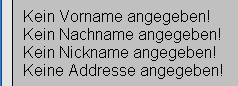 Kein Vorname angegeben!
Kein Nachname angegeben!
Kein Nickname angegeben!
Keine Addresse angegeben!